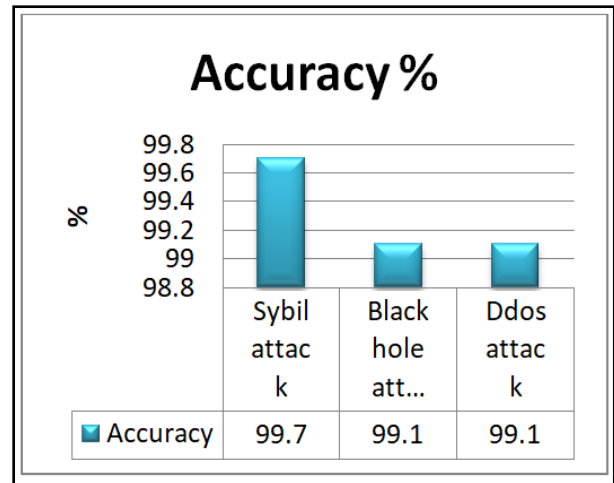 Accuracy %
%
99.8
99.6
99.4
99.2
99
98.8
Sybil
attac
k
Black
hole
att...
Ddos
attac
k
Accuracy 99.7 99.1 99.1